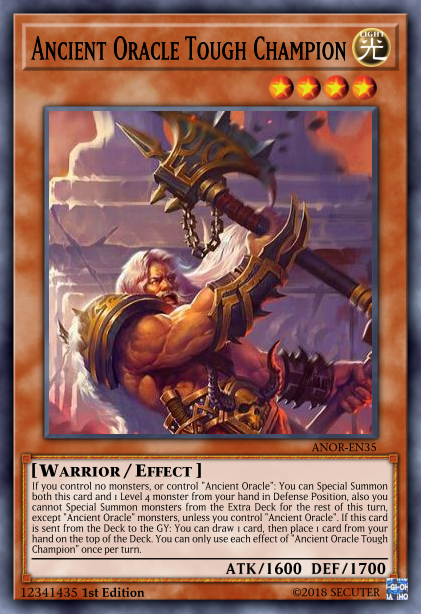 ANCIENT ORACLE TOUGH CHAMPION
LIGHT
光
ANOR-EN35
[WARRIOR / EFFECT]
If you control no monsters, or control "Ancient Oracle": You can Special Summon
both this card and 1 Level 4 monster from your hand in Defense Position, also you
cannot Special Summon monsters from the Extra Deck for the rest of this turn,
except "Ancient Oracle" monsters, unless you control "Ancient Oracle". If this card
is sent from the Deck to the GY: You can draw 1 card, then place 1 card from your
hand on the top of the Deck. You can only use each effect of "Ancient Oracle Tough
Champion" once per turn.
ATK/1600 DEF/1700
12341435 1st Edition ©2018 SECUTER